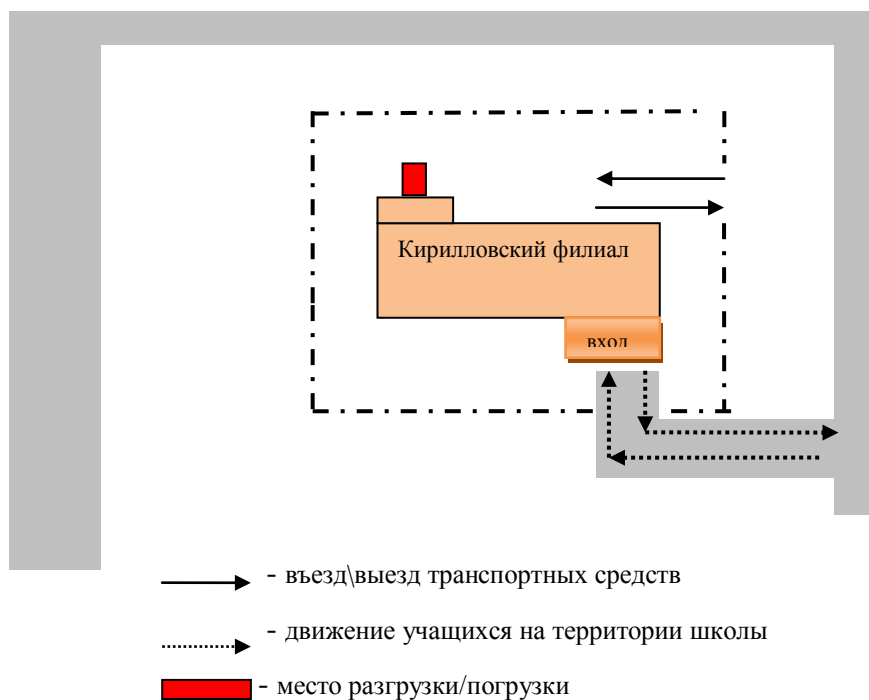 Кирилловский филиал
вход
- въезд\выезд транспортных средств
- движение учащихся на территории школы
- место разгрузки/погрузки